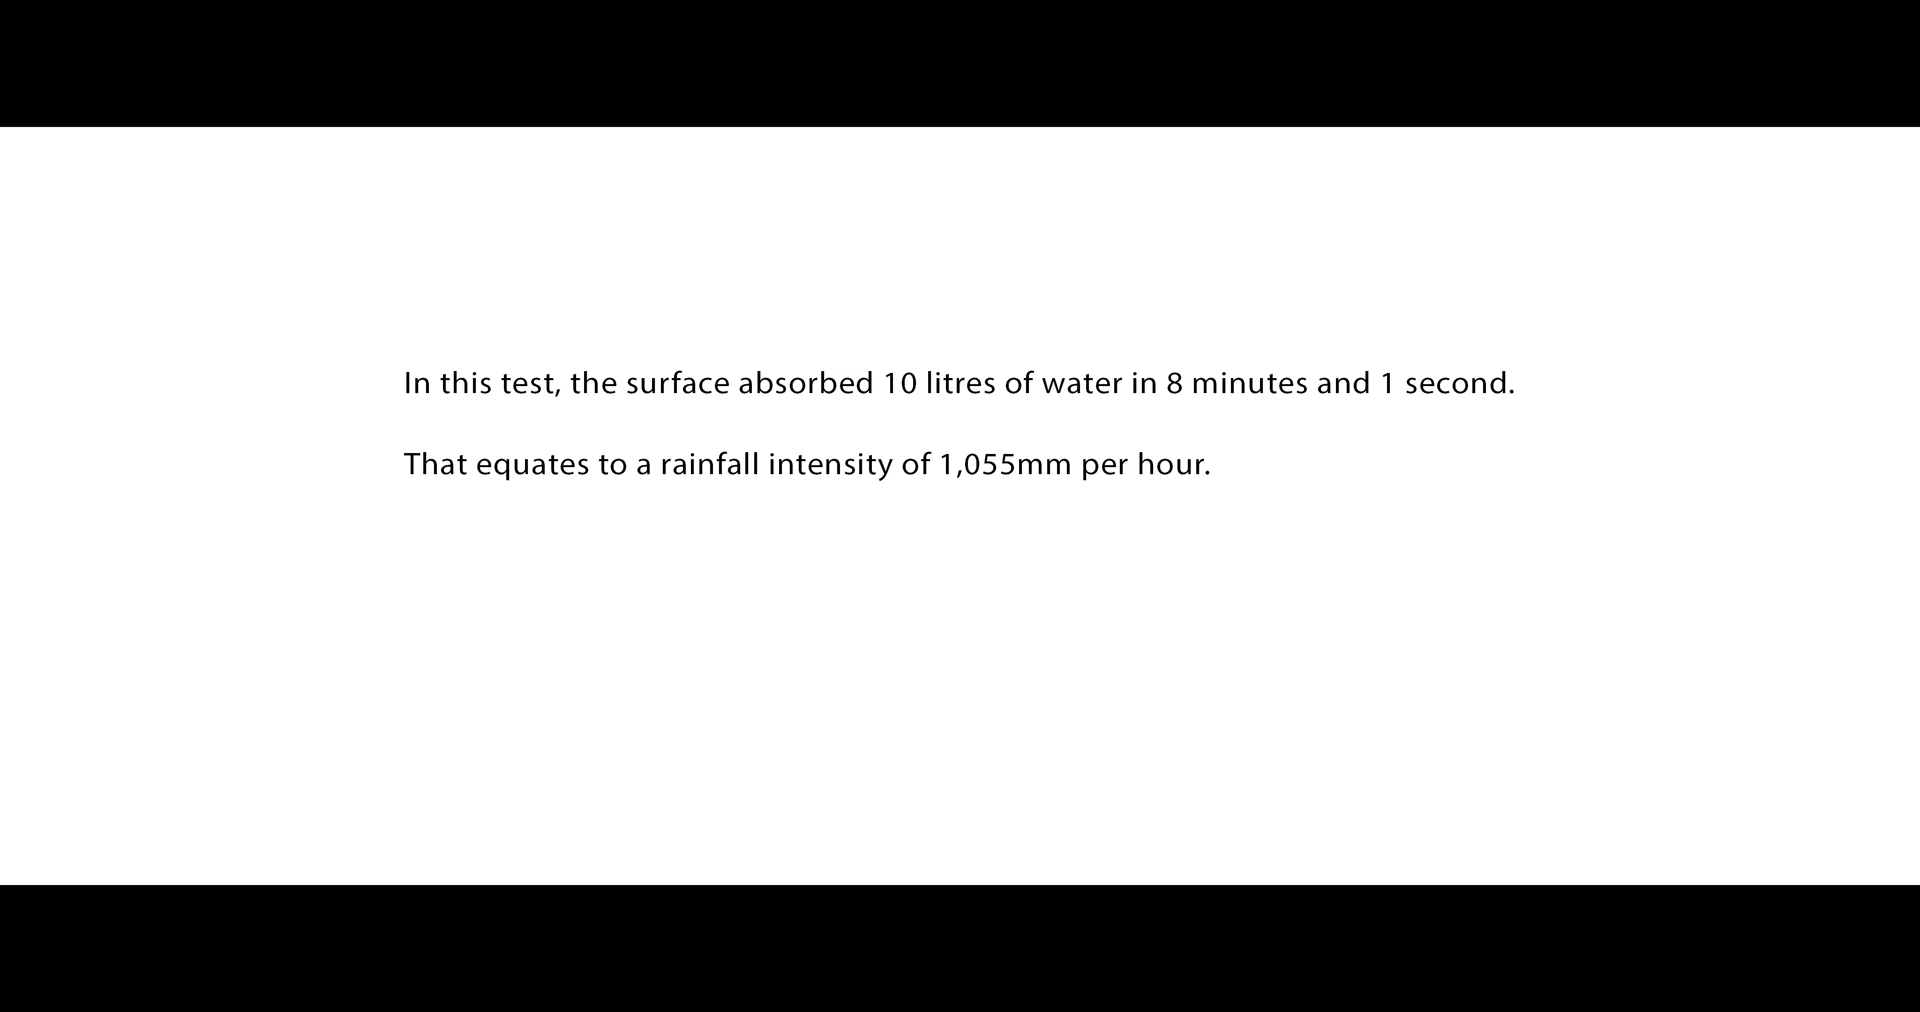 In this test, the surface absorbed 10 litres of water in 8 minutes and 1 second.
That equates to a rainfall intensity of 1,055mm per hour.